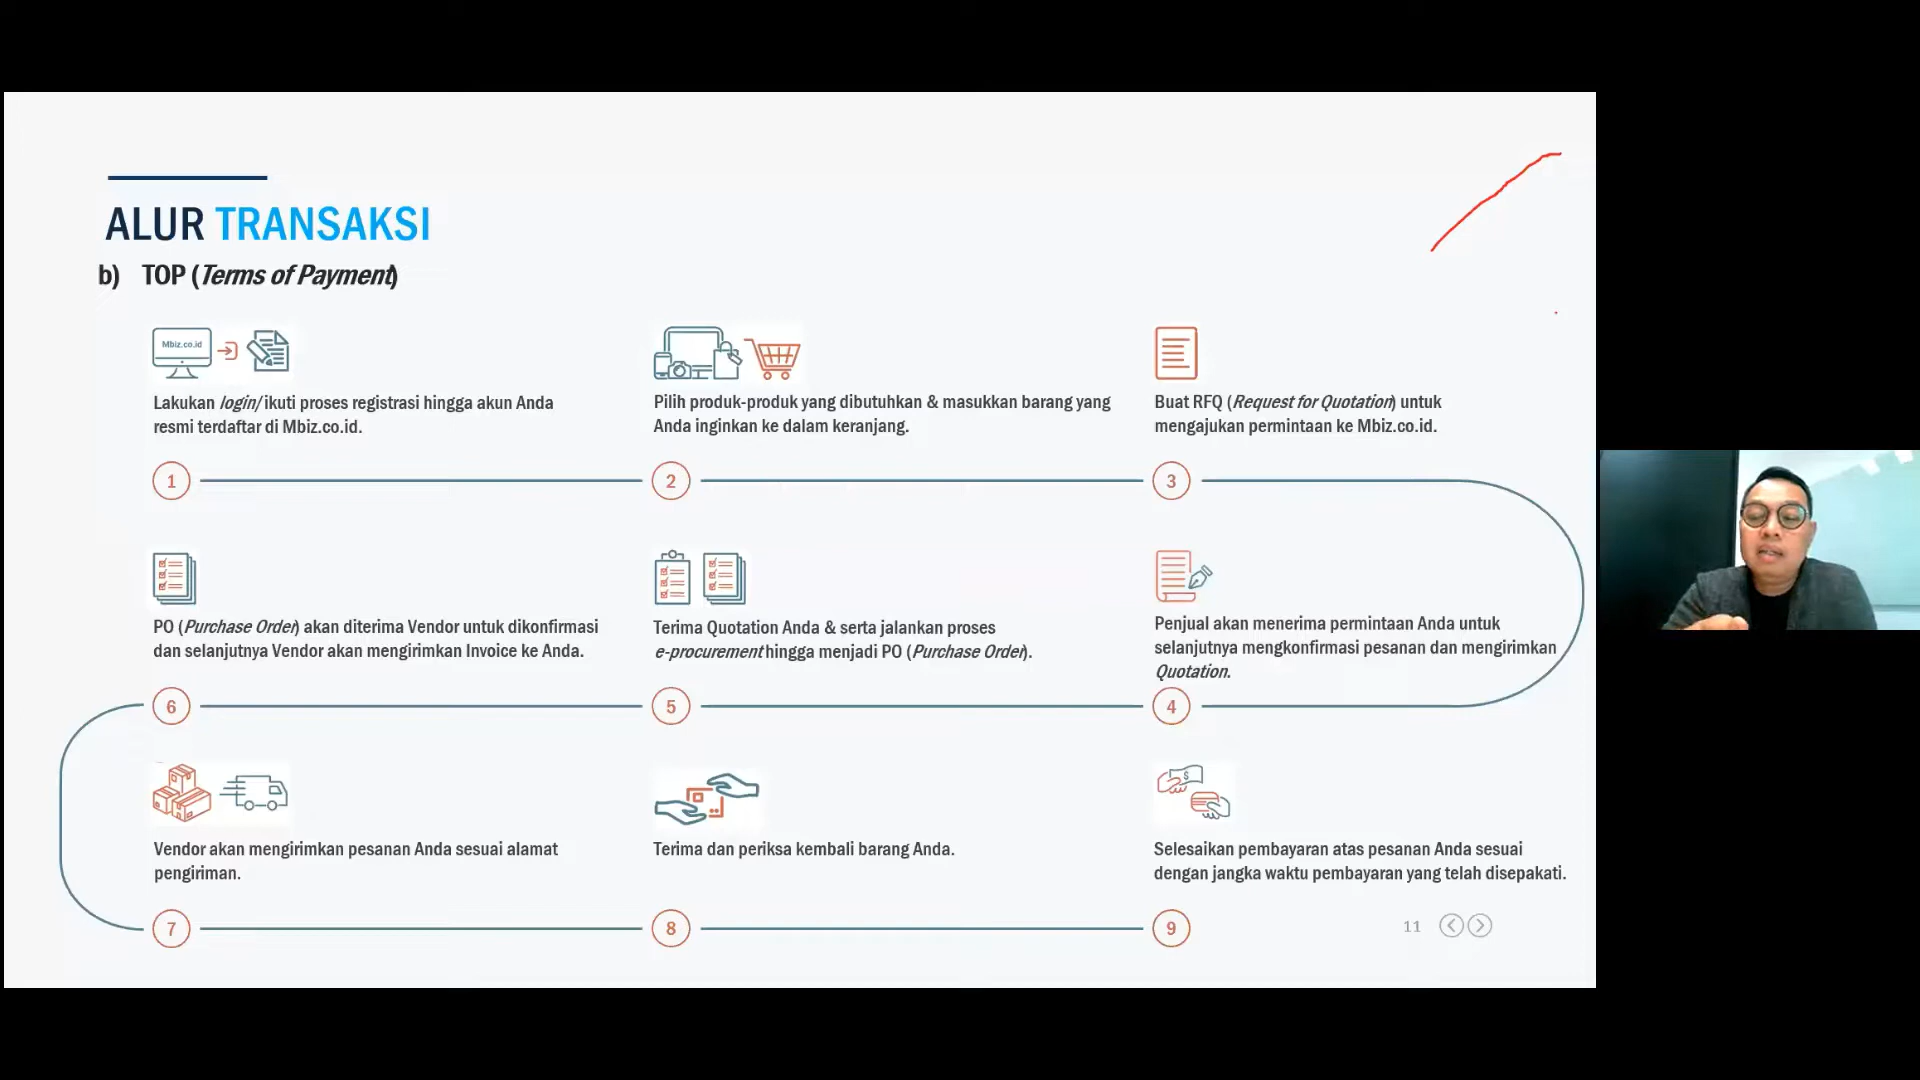 ALUR TRANSAKSI
b) TOP (Terms of Payment)
Mbiz.co.id
Lakukan login/ikuti proses registrasi hingga akun Anda
resmi terdaftar di Mbiz.co.id.
1
Pilih produk-produk yang dibutuhkan & masukkan barang yang
Anda inginkan ke dalam keranjang.
2
Buat RFQ (Request for Quotation) untuk
mengajukan permintaan ke Mbiz.co.id.
3
Penjual akan menerima permintaan Anda untuk
selanjutnya mengkonfirmasi pesanan dan mengirimkan
Quotation.
4
Terima Quotation Anda & serta jalankan proses
e-procurement hingga menjadi PO (Purchase Order).
5
PO (Purchase Order) akan diterima Vendor untuk dikonfirmasi
dan selanjutnya Vendor akan mengirimkan Invoice ke Anda.
6
Vendor akan mengirimkan pesanan Anda sesuai alamat
pengiriman.
7
Terima dan periksa kembali barang Anda.
8
Selesaikan pembayaran atas pesanan Anda sesuai
dengan jangka waktu pembayaran yang telah disepakati.
9
11